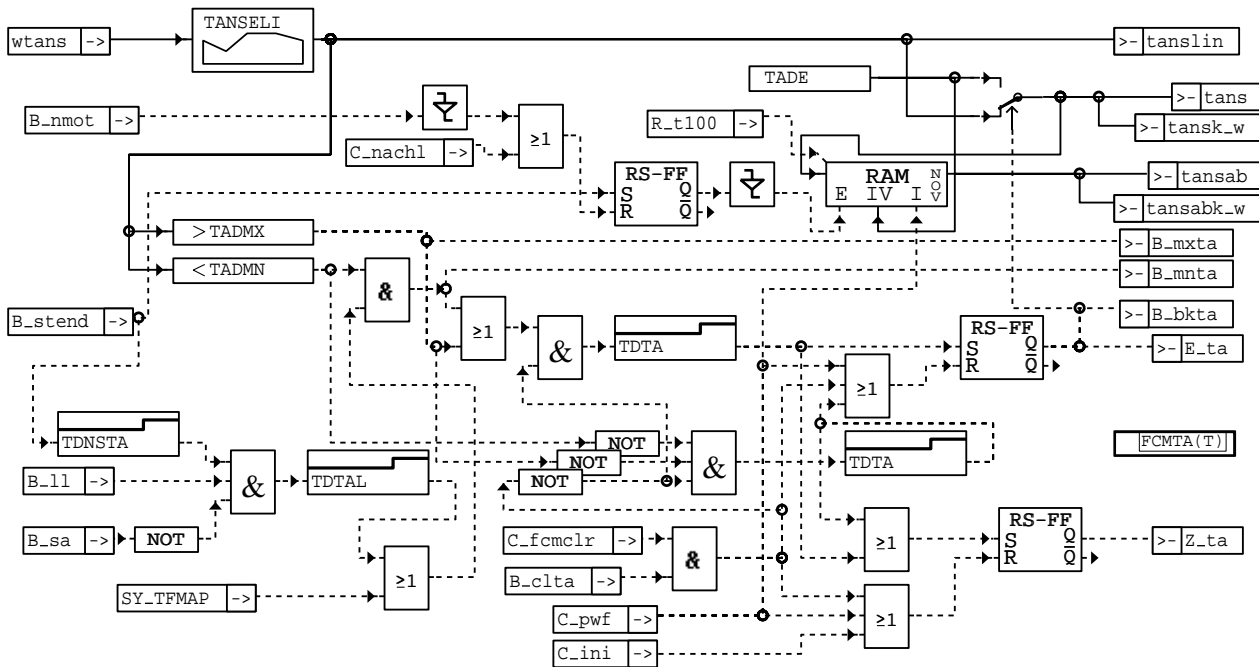 TANSELI
wtans ->
>- tanslin
TADE
>- tans
B_nmot ->
≥1
R_t100 ->
>- tansk_w
C_nachl ->
RS-FF
S Q
R Q
RAM
E IV I
NOV
>- tansab
>- tansabk_w
>TADMX
>- B_mxta
<TADMN
&
>- B_mnta
B_stend ->
≥1
&
TDTA
RS-FF
S Q
R Q
>- B_bkta
>- E_ta
≥1
TDNSTA
NOT
NOT
NOT
&
TDTA
FCMTA(T)
B_ll ->
&
TDTAL
B_sa ->
NOT
C_fcmclr ->
&
≥1
RS-FF
S Q
R Q
>- Z_ta
B_clta ->
≥1
SY_TFMAP ->
C_pwf ->
≥1
C_ini ->